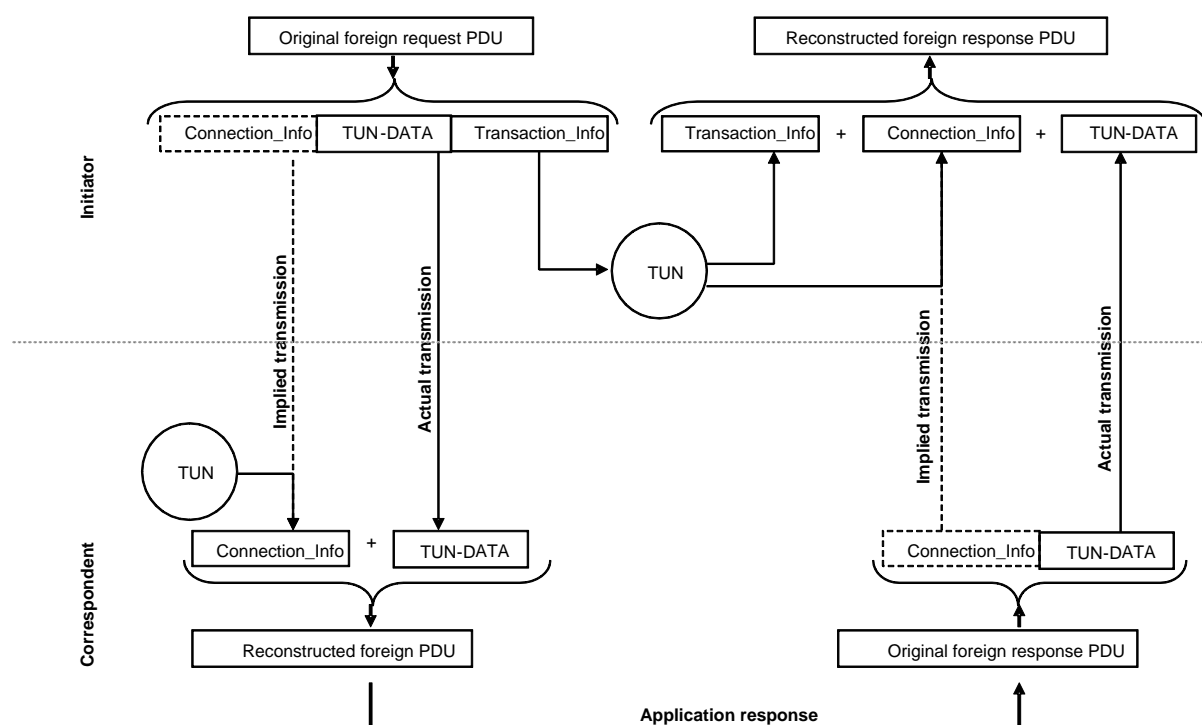 Original foreign request PDU
Reconstructed foreign response PDU
Connection_Info TUN-DATA Transaction_Info
Transaction_Info + Connection_Info + TUN-DATA
Initiator
TUN
Implied transmission
Actual transmission
Implied transmission
Actual transmission
TUN
Correspondent
Connection_Info + TUN-DATA
Connection_Info TUN-DATA
Reconstructed foreign PDU
Original foreign response PDU
Application response